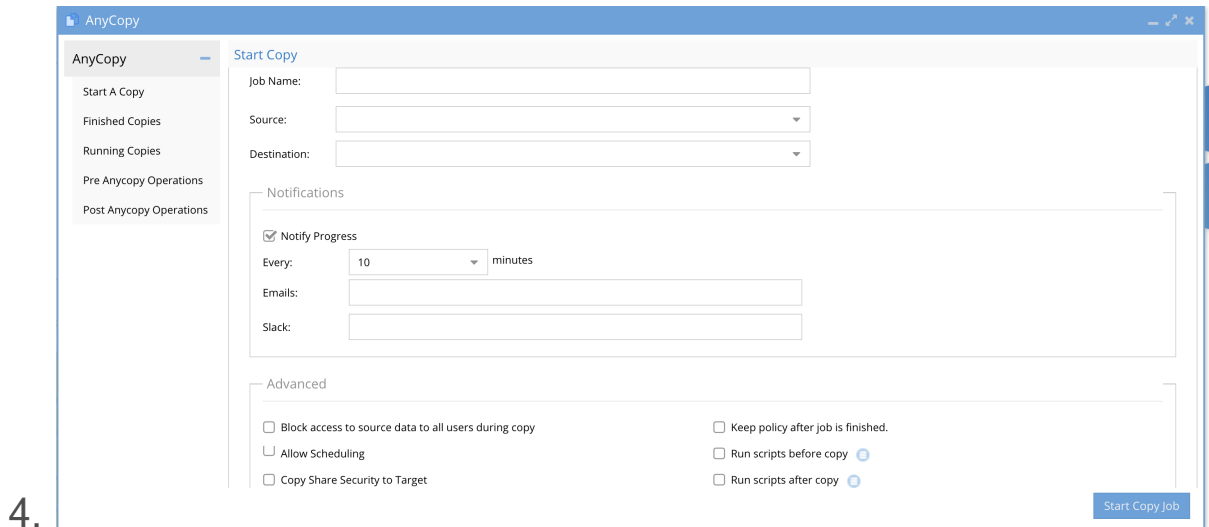 AnyCopy
AnyCopy
Start A Copy
Finished Copies
Running Copies
Pre Anycopy Operations
Post Anycopy Operations
Start Copy
Job Name:
Source:
Destination:
Notifications
Notify Progress
Every: 10 minutes
Emails:
Slack:
Advanced
Block access to source data to all users during copy
Keep policy after job is finished.
Allow Scheduling
Run scripts before copy
Copy Share Security to Target
Run scripts after copy
Start Copy Job
4.